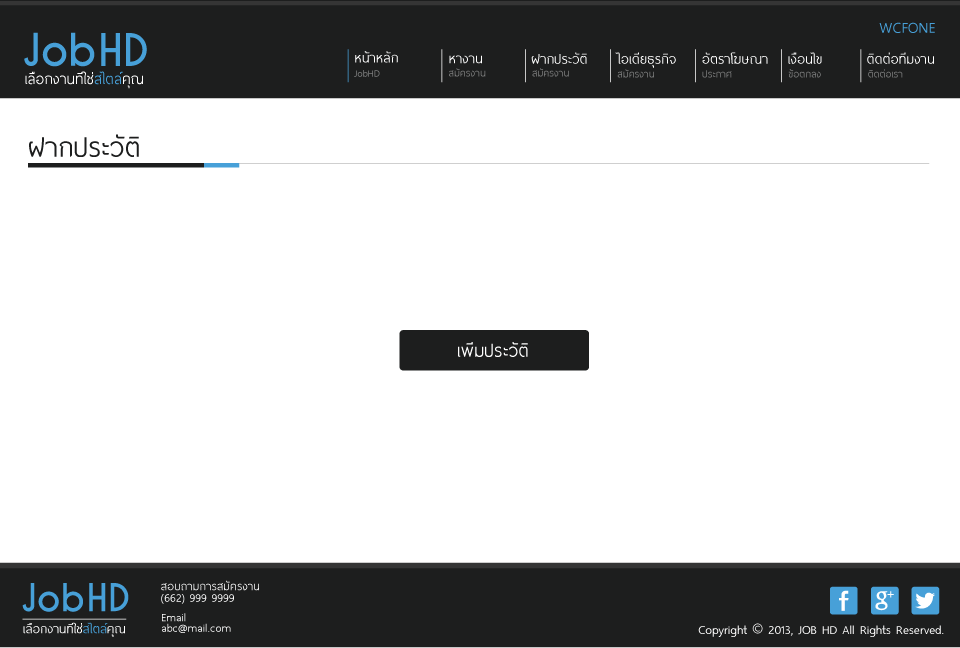 WCFONE
JobHD
เลือกงานที่ใช่สไตล์คุณ
หน้าหลัก หางาน ฝากประวัติ ไอเดียธุรกิจ อัตราโฆษณา เงื่อนไข ติดต่อทีมงาน
JobHD สมัครงาน สมัครงาน สมัครงาน ประกาศ ข้อตกลง ติดต่อเรา
ฝากประวัติ
เพิ่มประวัติ
JobHD
เลือกงานที่ใช่สไตล์คุณ
สอบถามการสมัครงาน
(662) 999 9999
Email
abc@mail.com
f g+
Copyright © 2013, JOB HD All Rights Reserved.